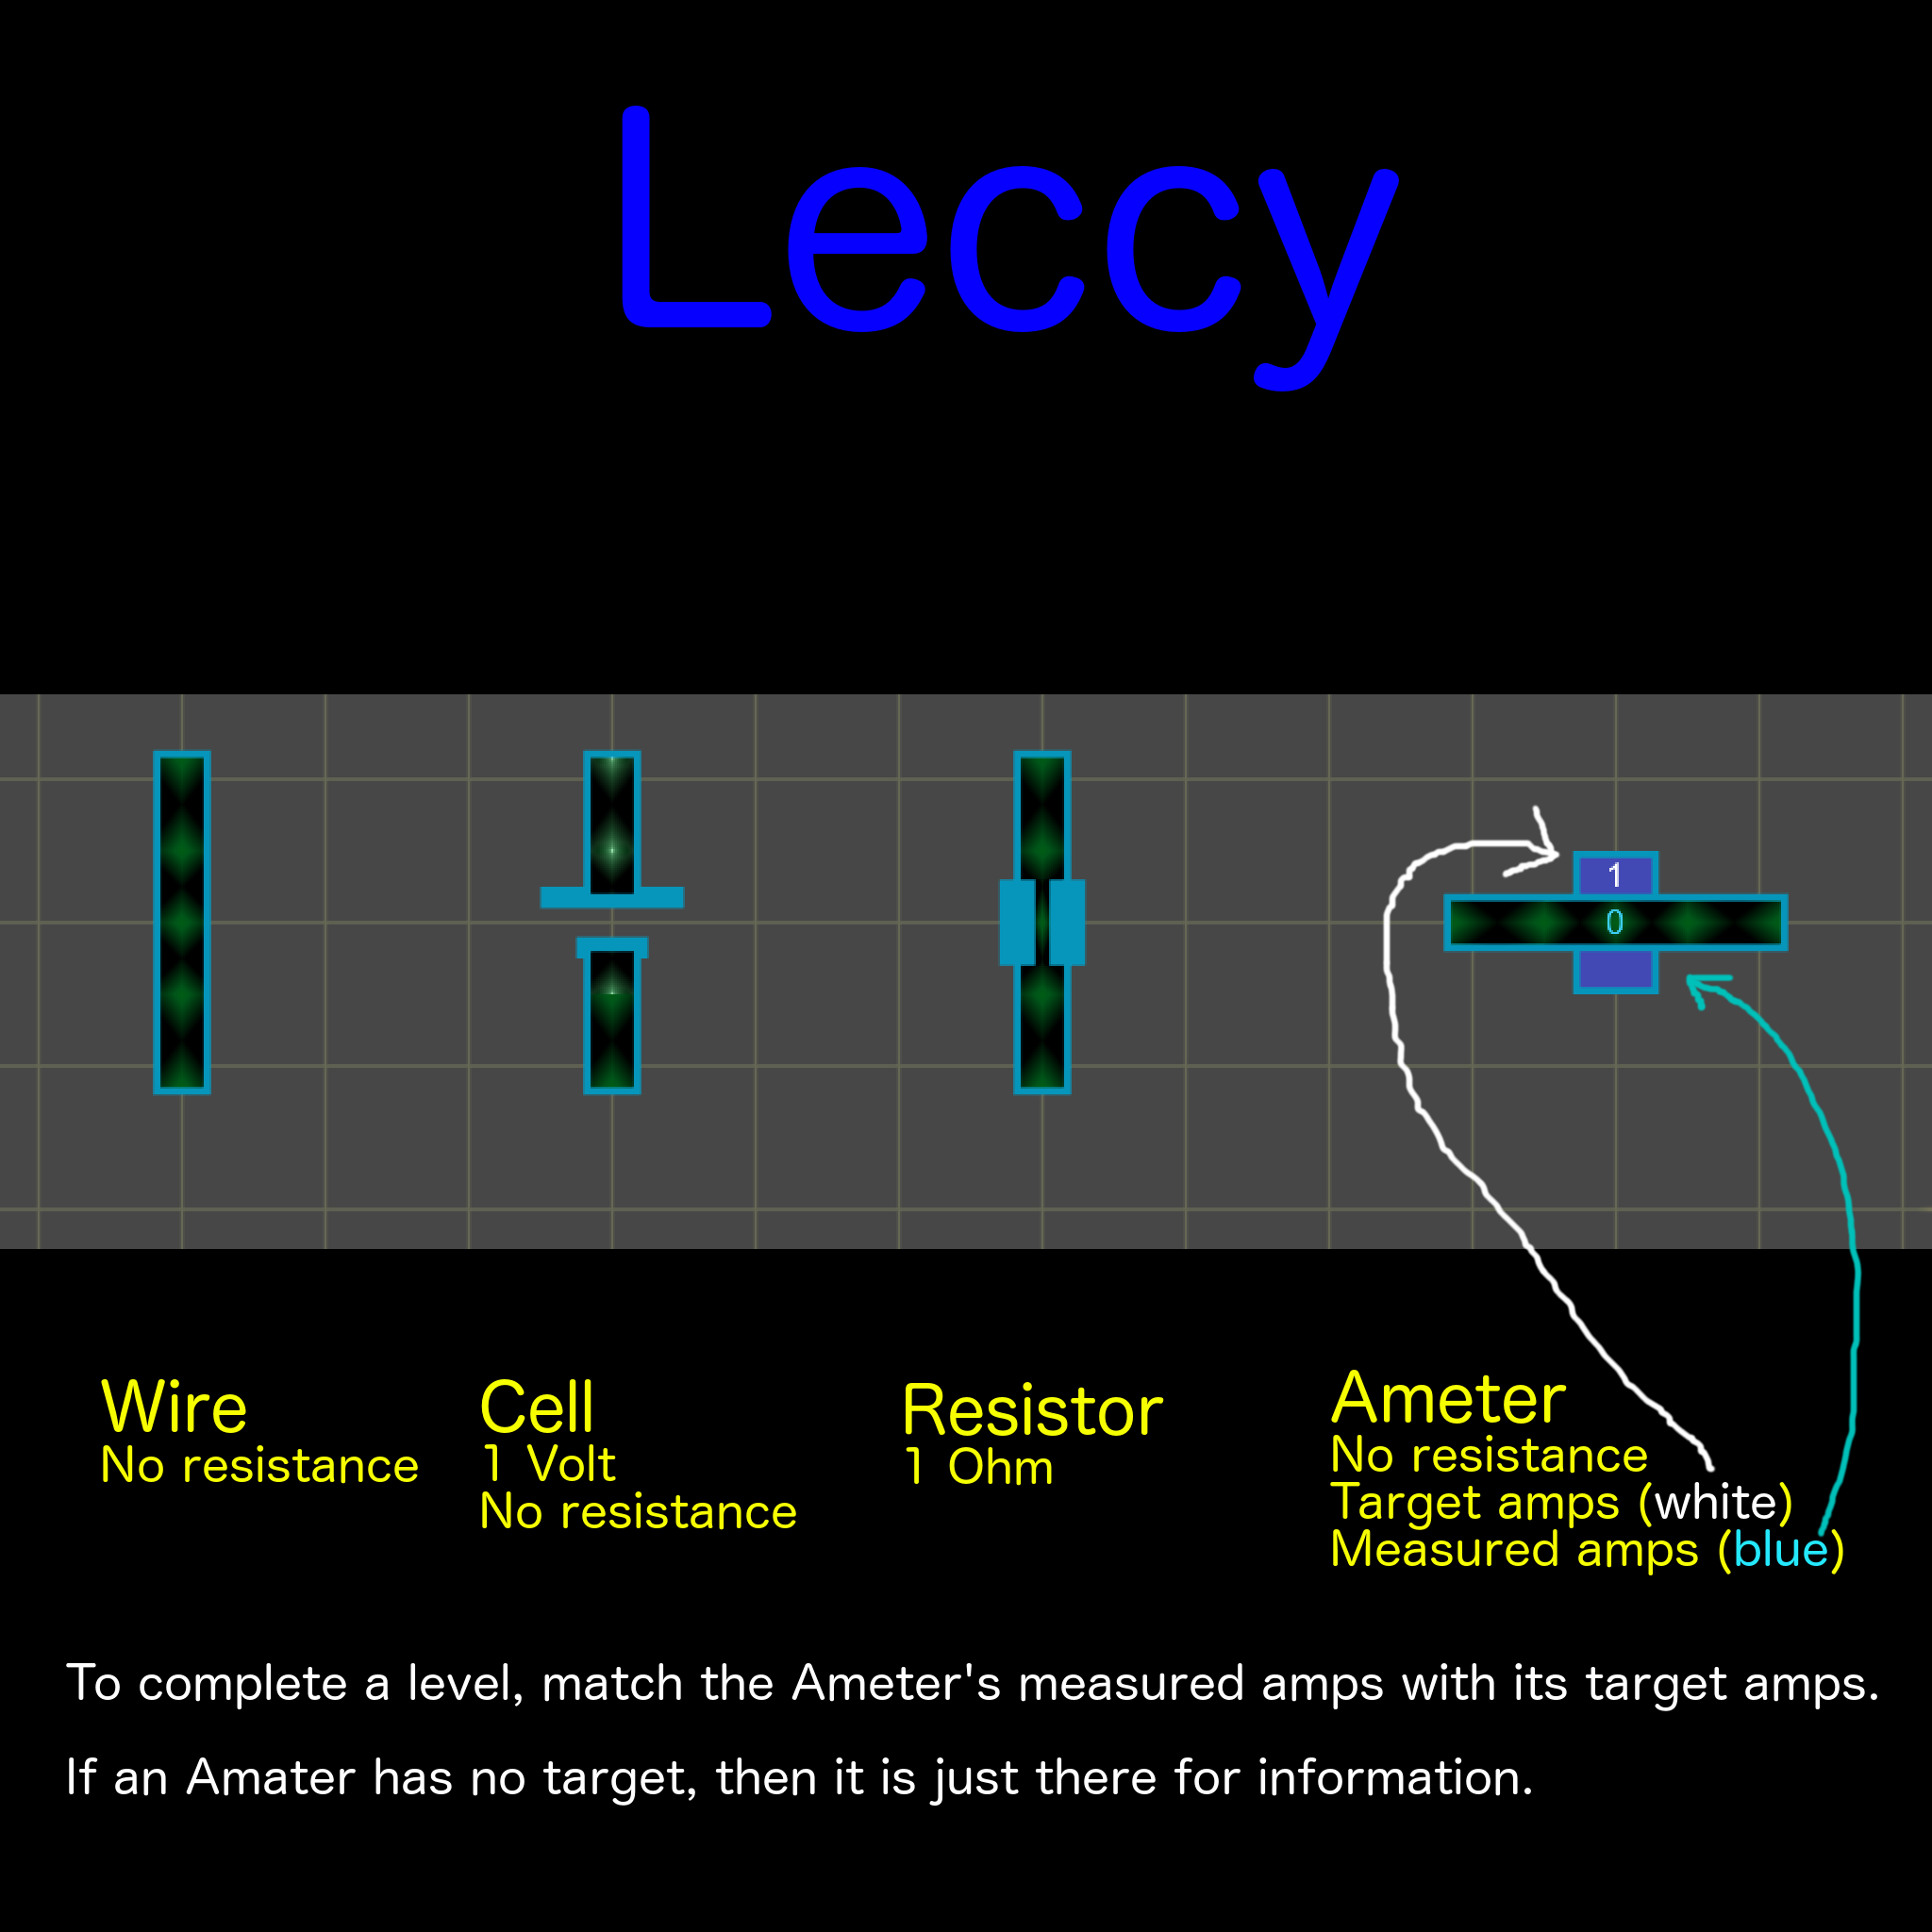 Leccy
1
0
Wire
No resistance
Cell
1 Volt
No resistance
Resistor
1 Ohm
Ameter
No resistance
Target amps (white)
Measured amps (blue)
To complete a level, match the Ameter's measured amps with its target amps.
If an Amater has no target, then it is just there for information.